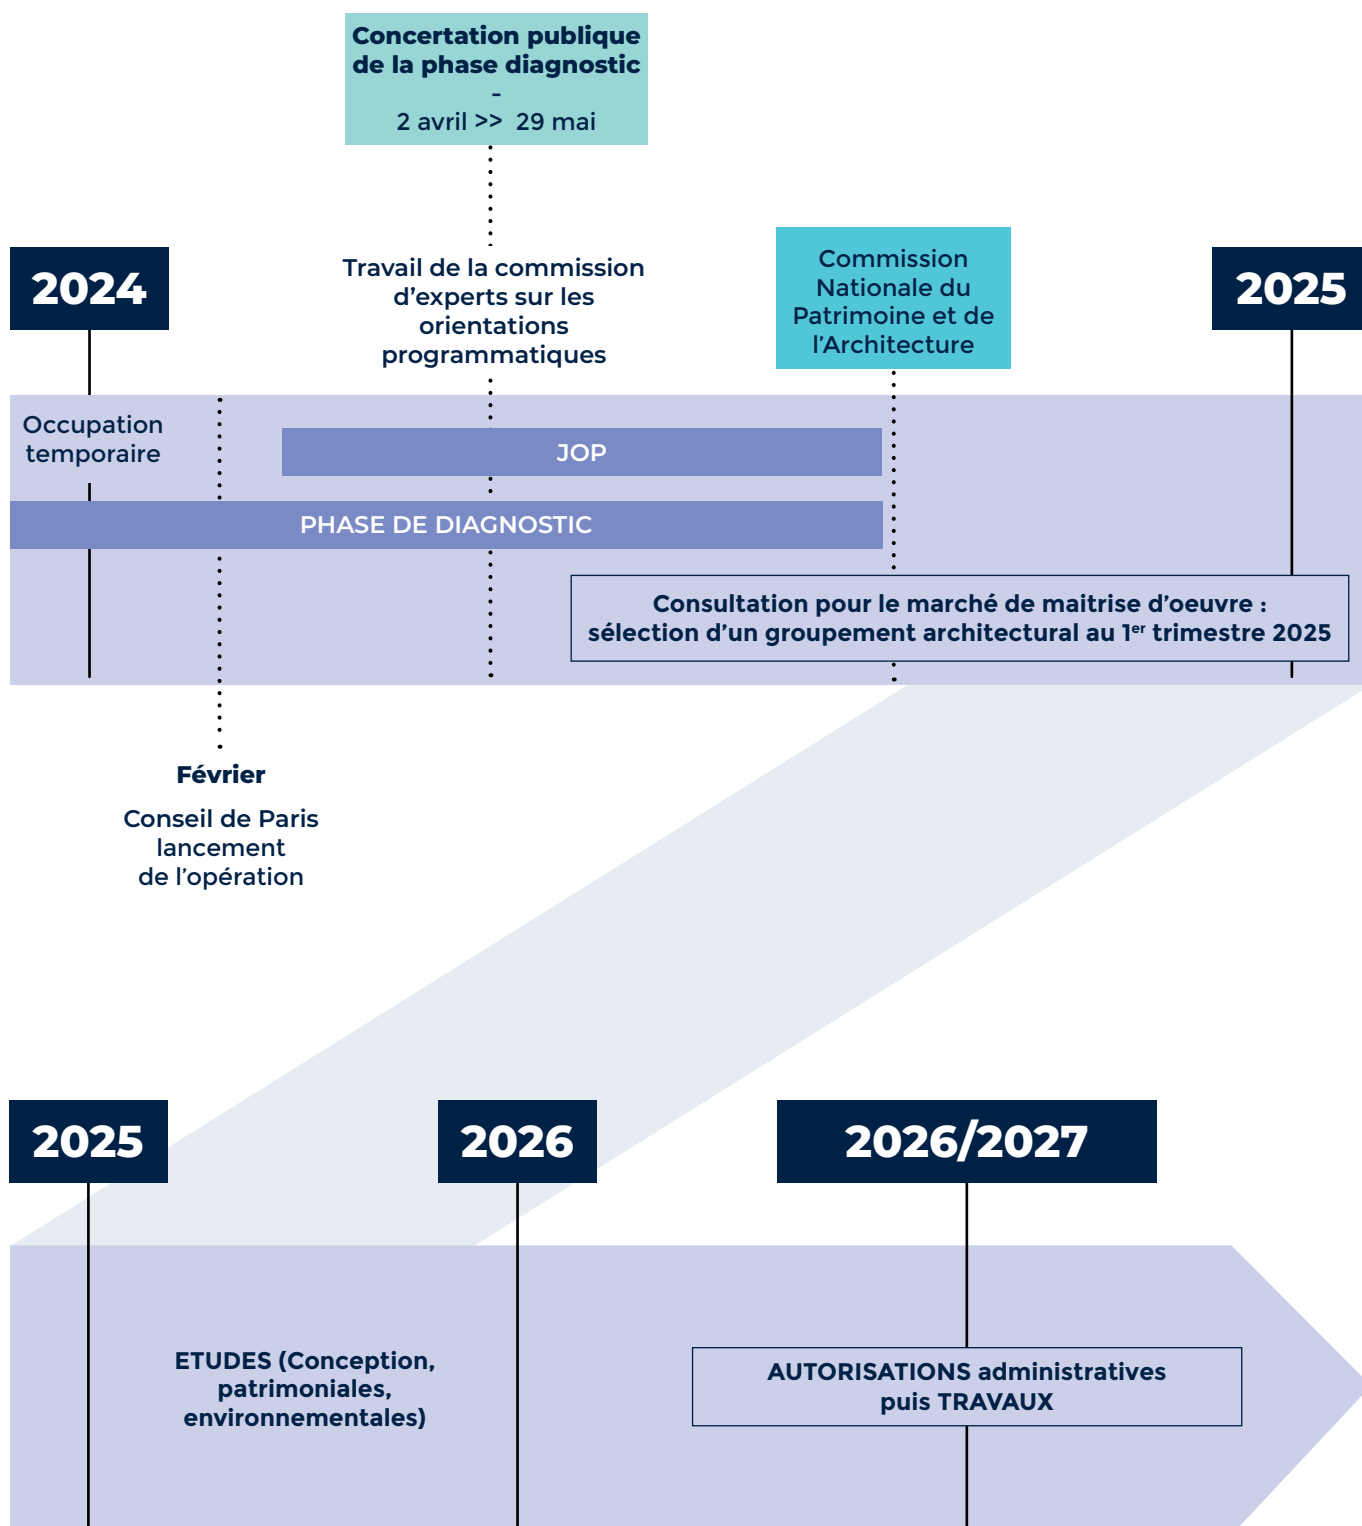 Concertation publique
de la phase diagnostic
-
2 avril >> 29 mai
2024
Travail de la commission
d'experts sur les
orientations
programmatiques
Commission
Nationale du
Patrimoine et de
l'Architecture
2025
Occupation
temporaire
JOP
PHASE DE DIAGNOSTIC
Consultation pour le marché de maitrise d'oeuvre :
sélection d'un groupement architectural au 1er trimestre 2025
Février
Conseil de Paris
lancement
de l'opération
2025
2026
2026/2027
ETUDES (Conception,
patrimoniales,
environnementales)
AUTORISATIONS administratives
puis TRAVAUX